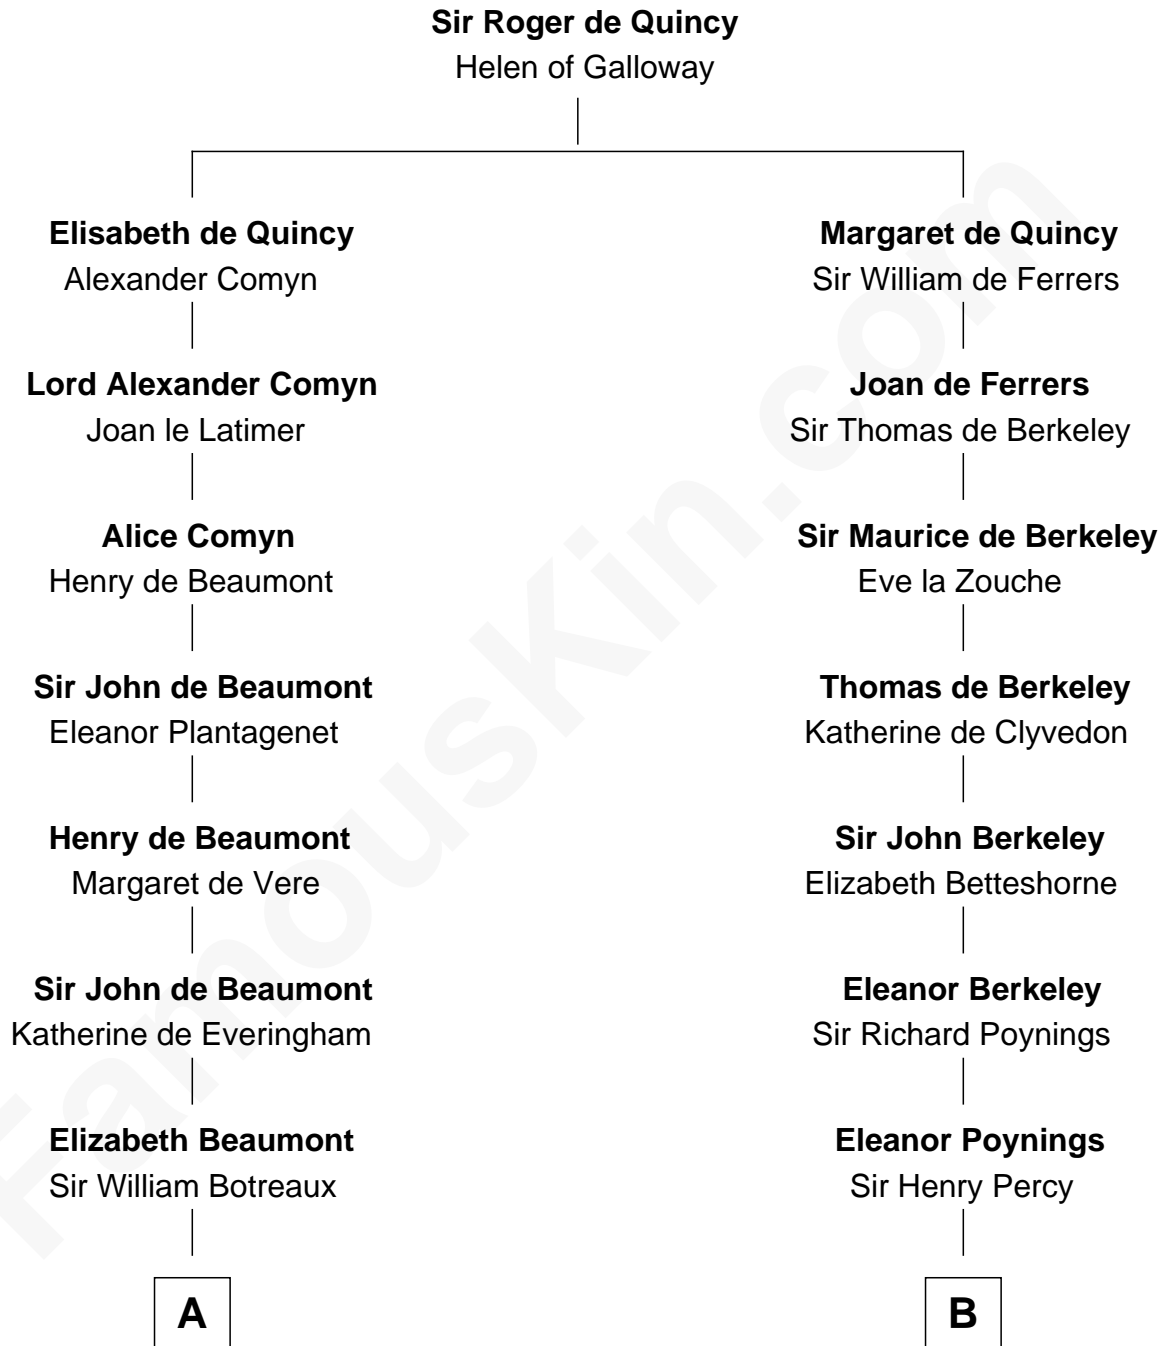 Sir Roger de Quincy
Helen of Galloway
Elisabeth de Quincy
Alexander Comyn
Margaret de Quincy
Sir William de Ferrers
Lord Alexander Comyn
Joan le Latimer
Joan de Ferrers
Sir Thomas de Berkeley
Alice Comyn
Henry de Beaumont
Sir Maurice de Berkeley
Eve la Zouche
Sir John de Beaumont
Eleanor Plantagenet
Thomas de Berkeley
Katherine de Clyvedon
Henry de Beaumont
Margaret de Vere
Sir John Berkeley
Elizabeth Betteshorne
Sir John de Beaumont
Katherine de Everingham
Eleanor Berkeley
Sir Richard Poynings
Elizabeth Beaumont
Sir William Botreaux
Eleanor Poynings
Sir Henry Percy
A
B
FamousKin.com